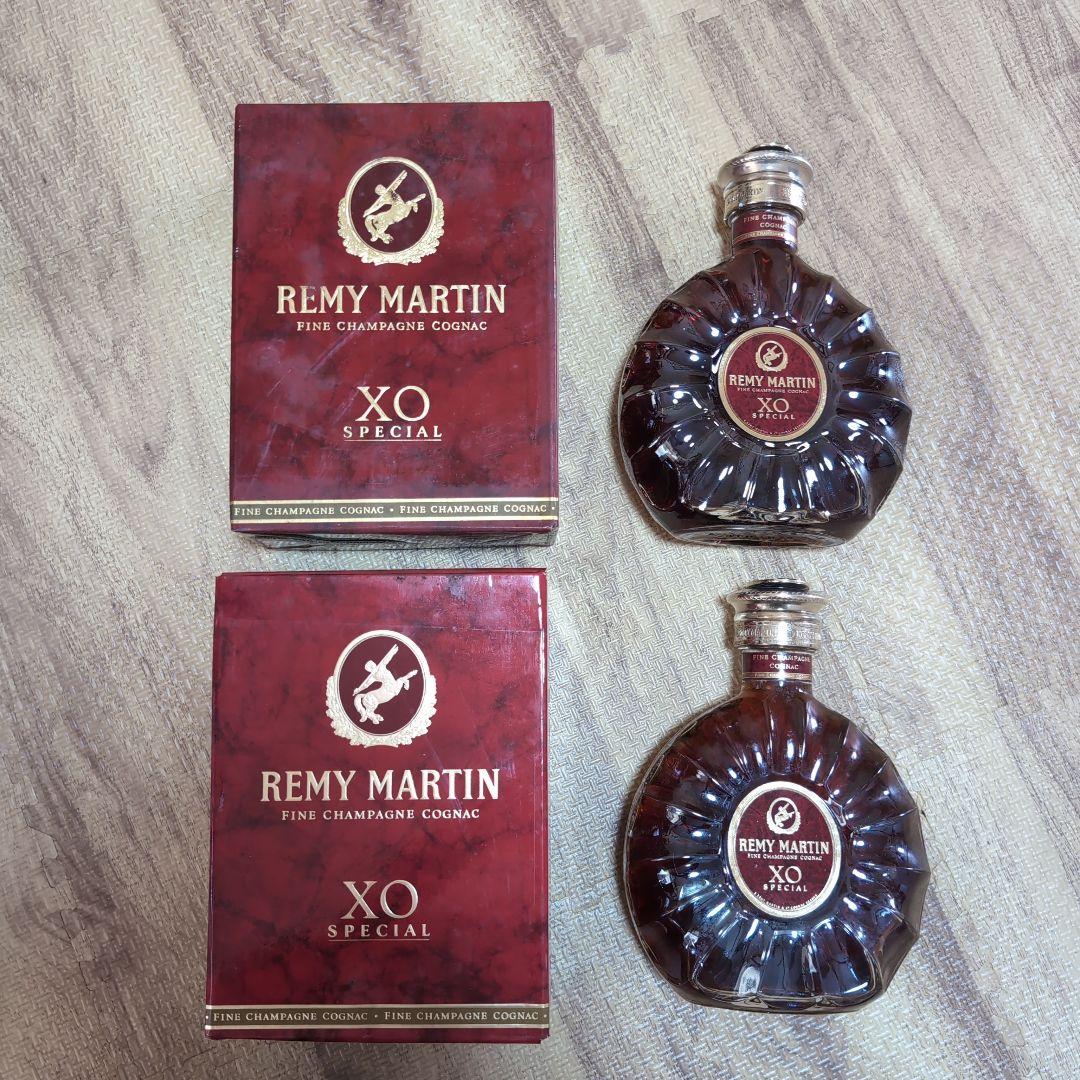 REMY MARTIN
FINE CHAMPAGNE COGNAC
XO
SPECIAL
FINE CHAMPAGNE COGNAC • FINE CHAMPAGNE COGNAC •
FINE CHAM
COGNAC
REMY MARTIN
FINE CHAMPAGNE COGNAC
XO
SPECIAL
REMY MARTIN
FINE CHAMPAGNE COGNAC
XO
SPECIAL
• FINE CHAMPAGNE COGNAC • FINE CHAMPAGNE COGNAC •
FINE CHAMPAGNE
COGNAC
REMY MARTIN
FINE CHAMPAGNE COGNAC
XO
SPECIAL